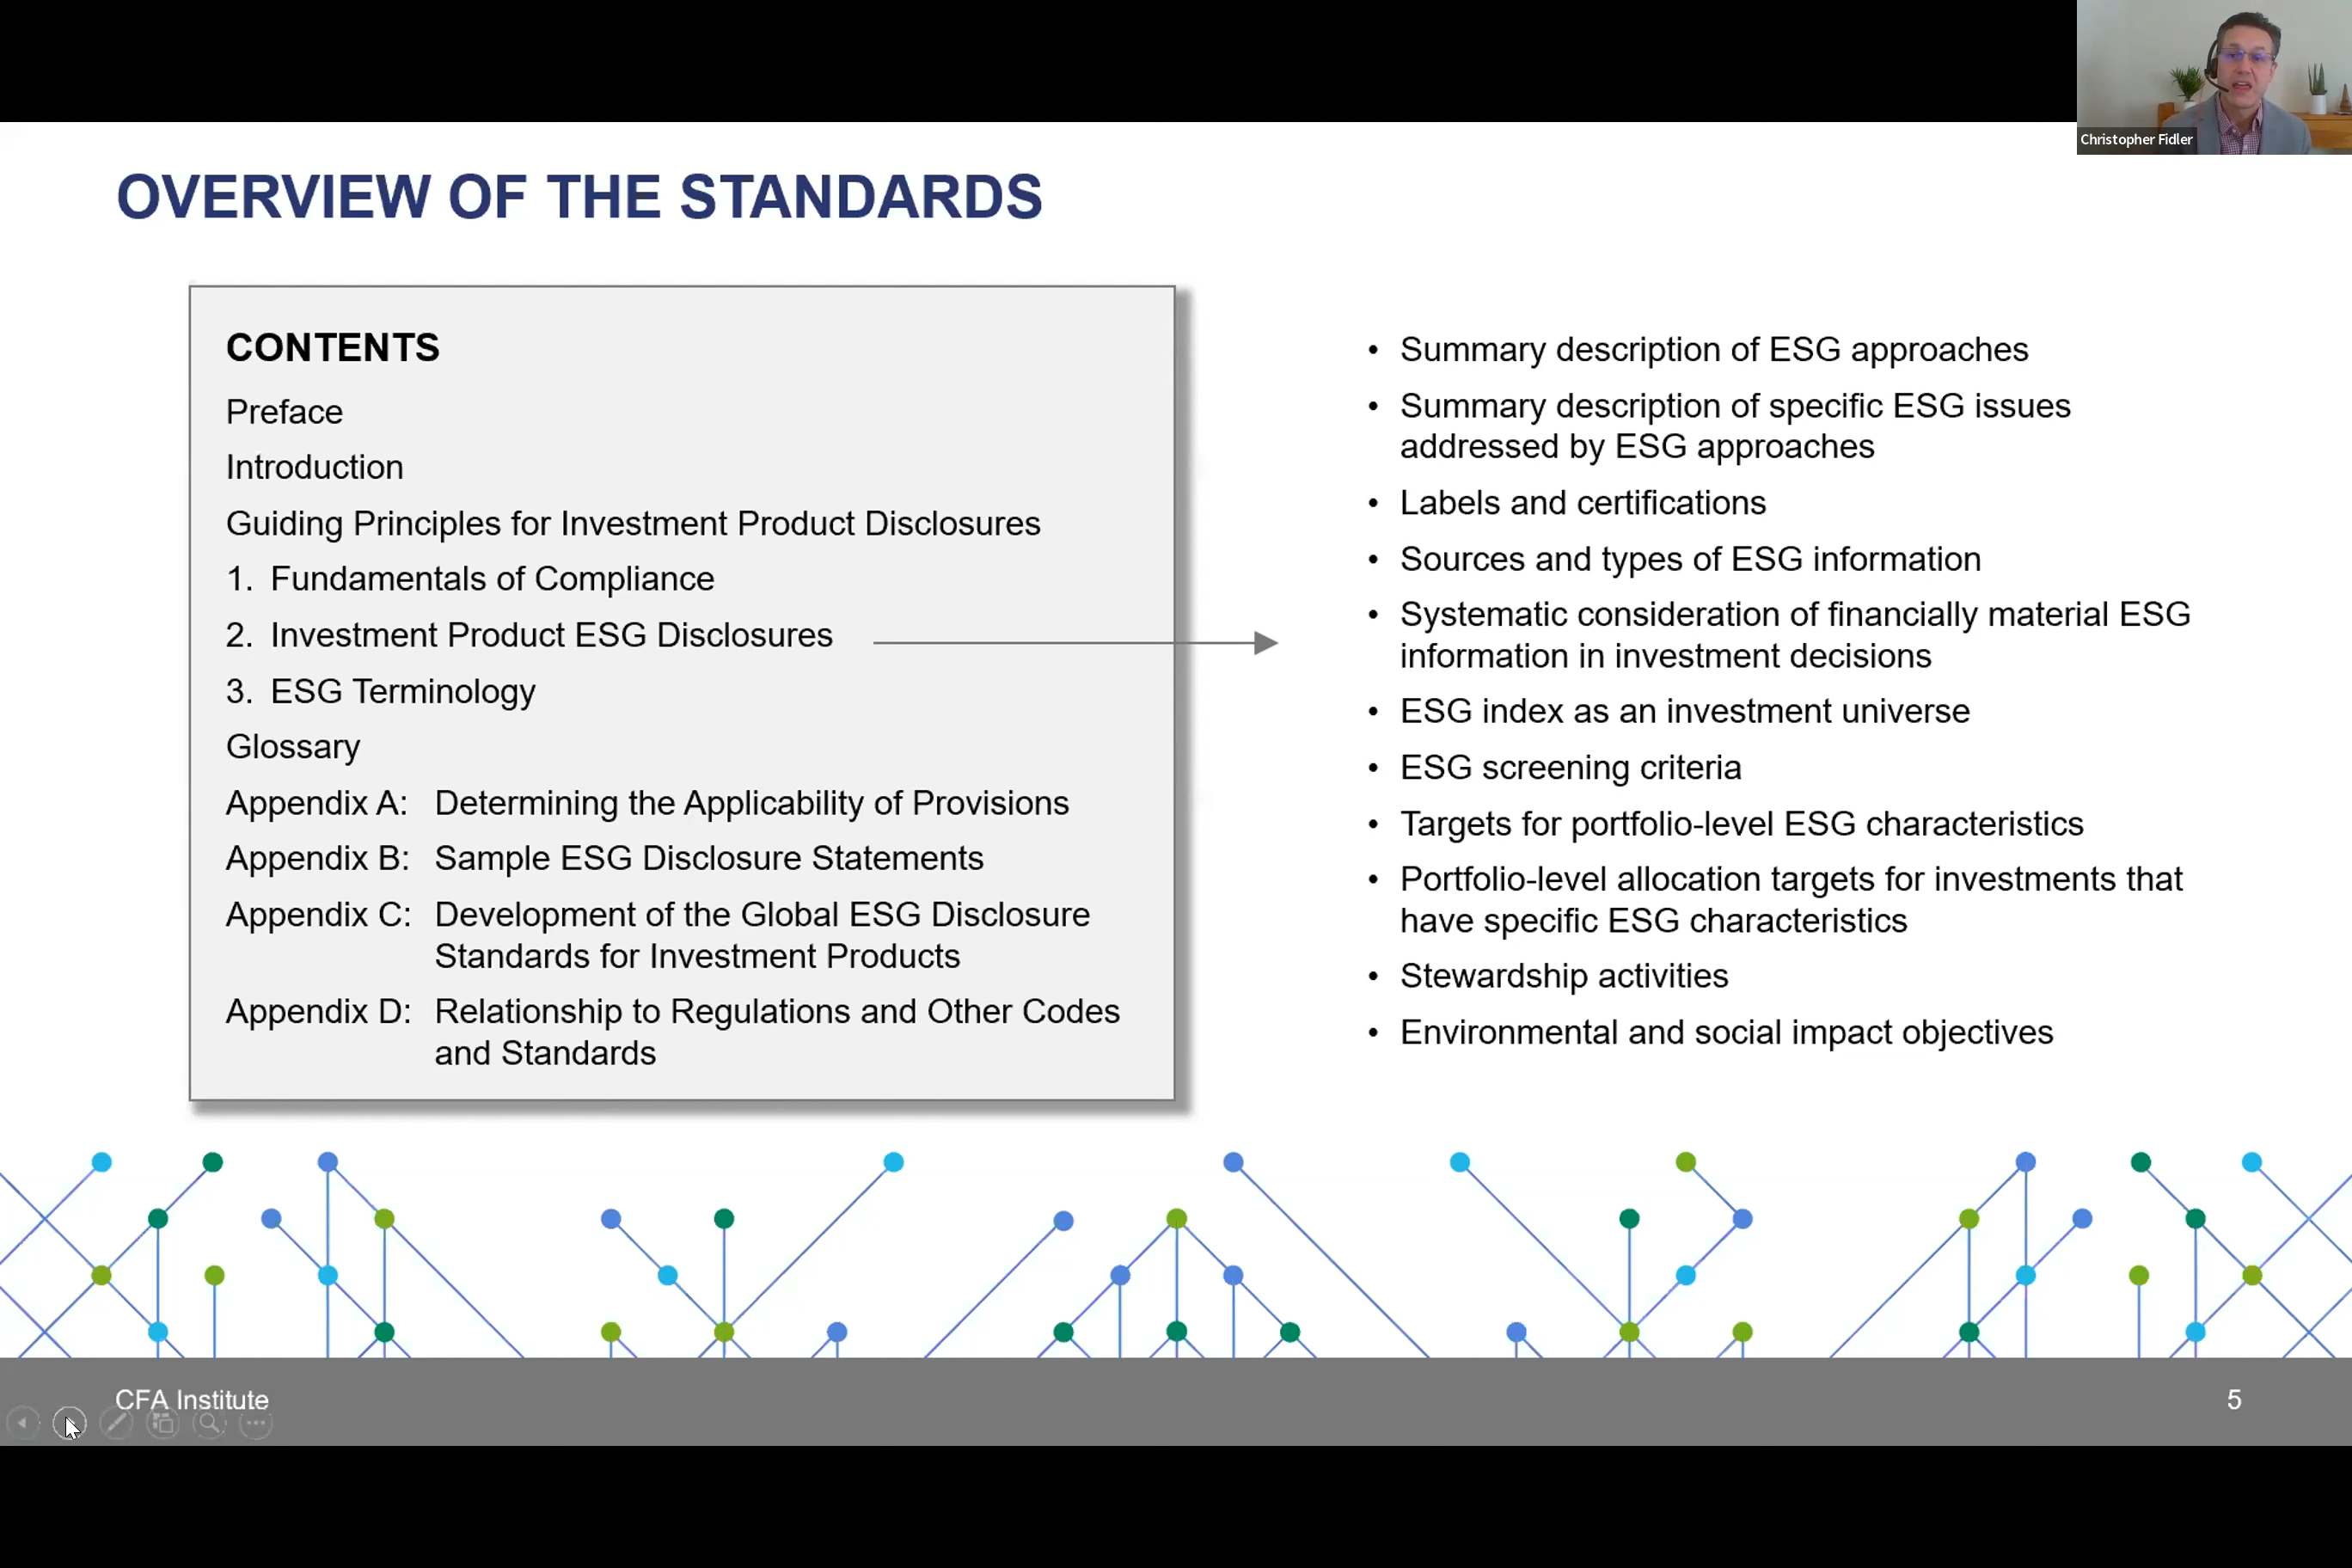 Christopher Fidler
OVERVIEW OF THE STANDARDS
CONTENTS
Preface
Introduction
Guiding Principles for Investment Product Disclosures
1. Fundamentals of Compliance
2. Investment Product ESG Disclosures
3. ESG Terminology
Glossary
Appendix A: Determining the Applicability of Provisions
Appendix B: Sample ESG Disclosure Statements
Appendix C: Development of the Global ESG Disclosure
Standards for Investment Products
Appendix D: Relationship to Regulations and Other Codes
and Standards
• Summary description of ESG approaches
• Summary description of specific ESG issues
addressed by ESG approaches
• Labels and certifications
• Sources and types of ESG information
• Systematic consideration of financially material ESG
information in investment decisions
• ESG index as an investment universe
• ESG screening criteria
• Targets for portfolio-level ESG characteristics
• Portfolio-level allocation targets for investments that
have specific ESG characteristics
• Stewardship activities
• Environmental and social impact objectives
CFA Institute
5